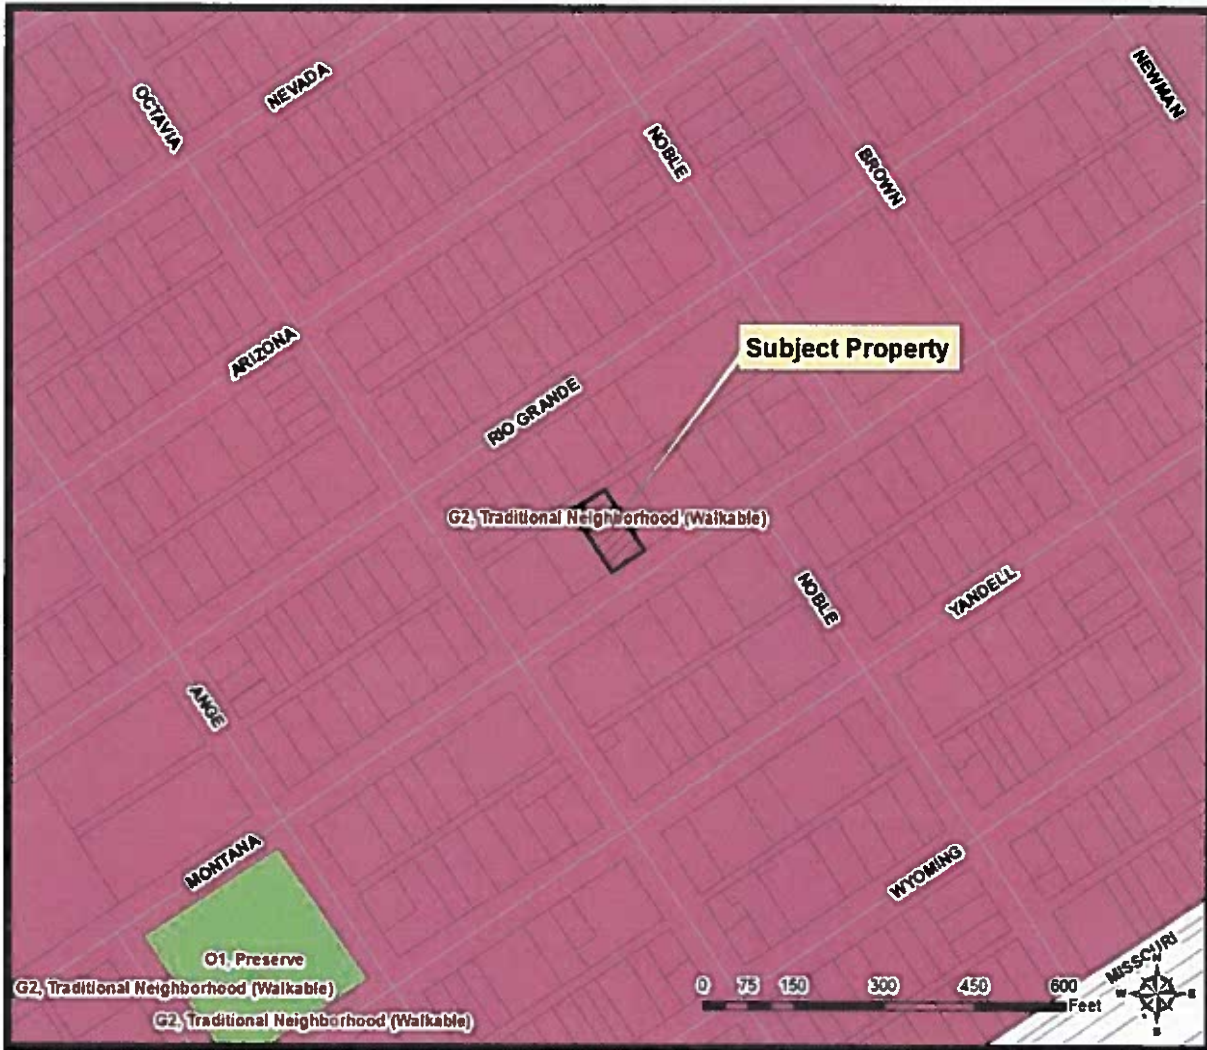 NEWMAN
NEVADA
OCTAVIA
NOBLE
BROWN
Subject Property
ARIZONA
RIO GRANDE
G2, Traditional Neighborhood (Walkable)
NOBLE
YANDELL
ANGE
MONTANA
WYOMING
O1, Preserve
G2, Traditional Neighborhood (Walkable)
G2, Traditional Neighborhood (Walkable)
0 75 150 300 450 600
Feet
MISSOURI
N
W E
S